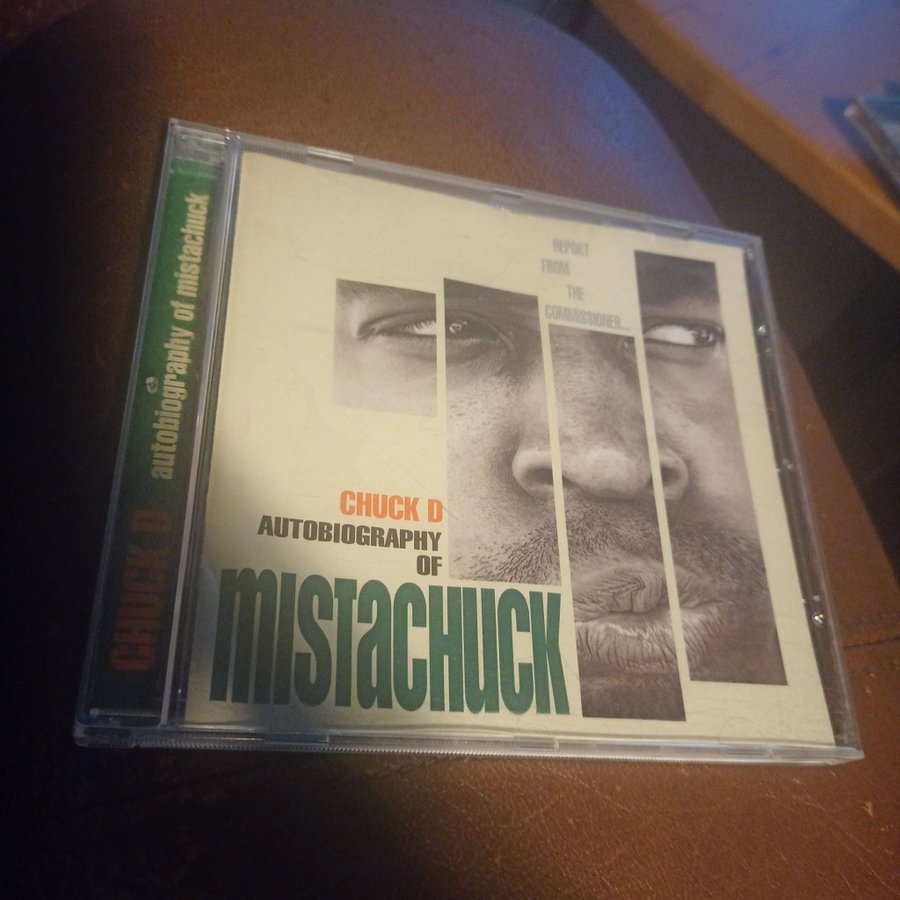 CHUCK D autobiography of mistachuck
REPORT
FROM
THE
COMMISSIONER...
CHUCK D
AUTOBIOGRAPHY
OF
mISTaCHUCK